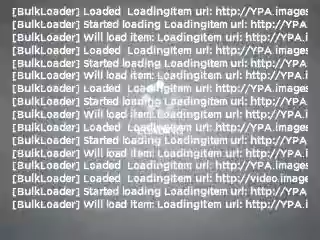 [BulkLoader] Loaded LoadingItem url: http://YPA.images
[BulkLoader] Started loading LoadingItem url: http://YPA
[BulkLoader] Will load item: LoadingItem url: http://YPA.i
[BulkLoader] Loaded LoadingItem url: http://YPA.images
[BulkLoader] Started loading LoadingItem url: http://YPA
[BulkLoader] Will load item: LoadingItem url: http://YPA.i
[BulkLoader] Loaded LoadingItem url: http://YPA.images
[BulkLoader] Started loading LoadingItem url: http://YPA
[BulkLoader] Will load item: LoadingItem url: http://YPA.i
[BulkLoader] Loaded LoadingItem url: http://YPA.images
[BulkLoader] Started loading LoadingItem url: http://YPA
[BulkLoader] Will load item: LoadingItem url: http://YPA.i
[BulkLoader] Loaded LoadingItem url: http://YPA.images
[BulkLoader] Loaded LoadingItem url: http://video.image
[BulkLoader] Started loading LoadingItem url: http://YPA
[BulkLoader] Will load item: LoadingItem url: http://YPA.i